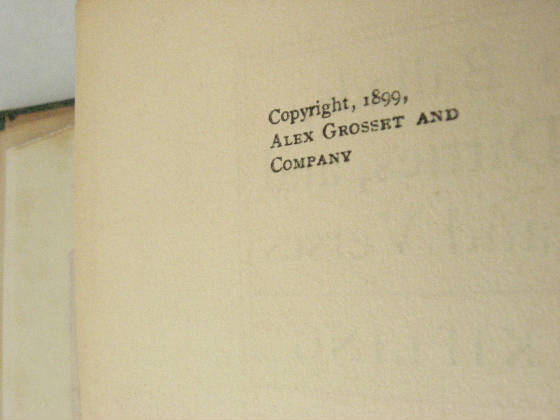 Copyright, 1899,
ALEX GROSSET AND
COMPANY